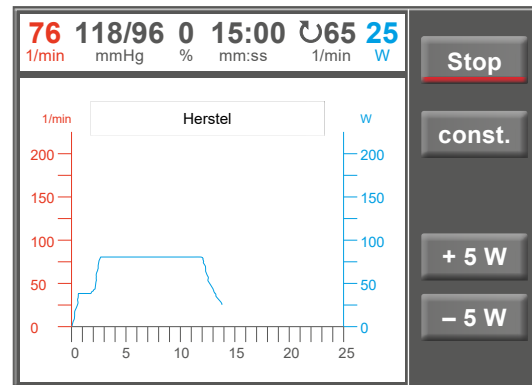 76 118/96 0 15:00 ↻65 25
1/min mmHg % mm:ss 1/min W
Stop
const.
+ 5 W
– 5 W
1/min Herstel W
200 200
150 150
100 100
50 50
0 0
0 5 10 15 20 25